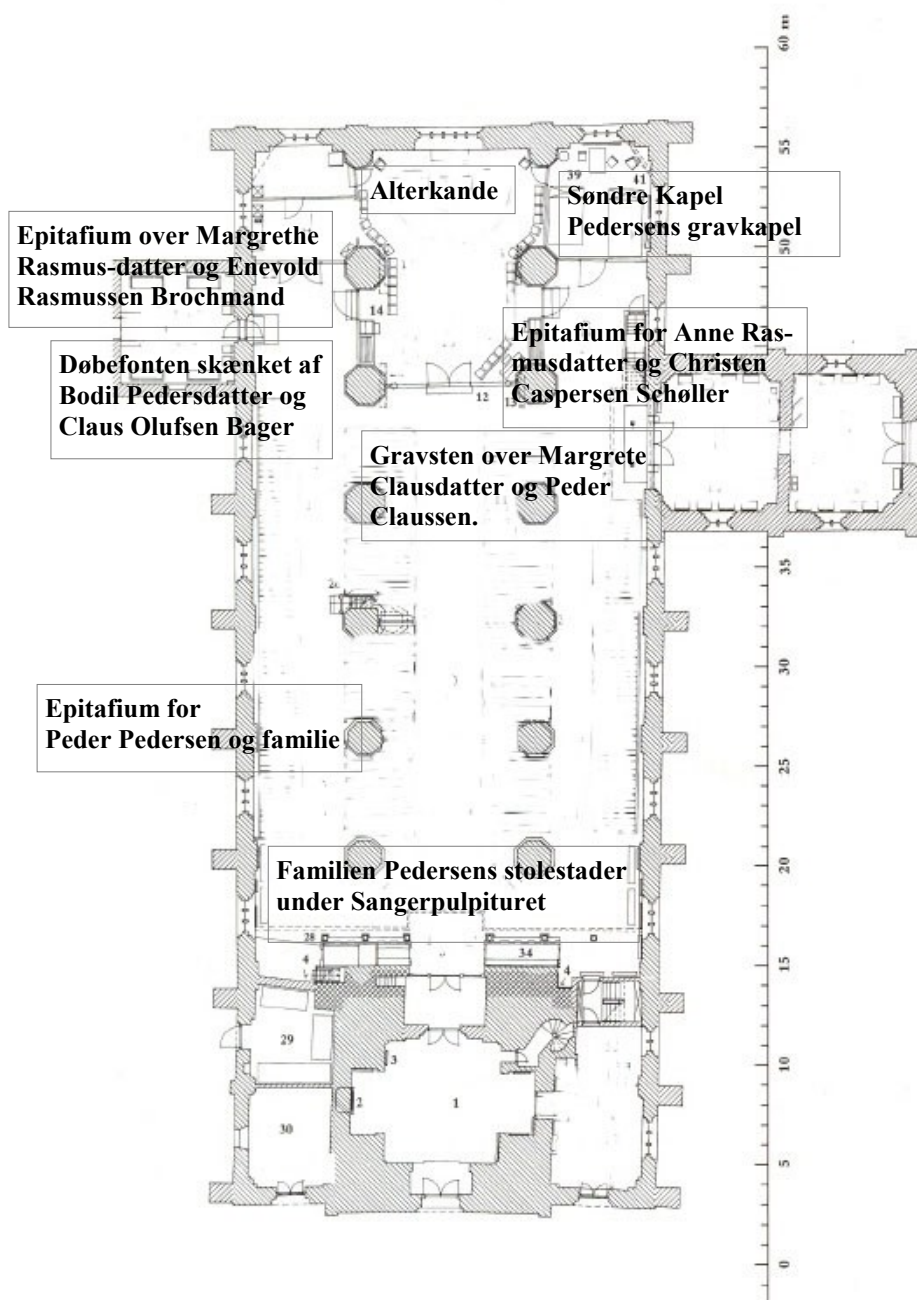 60 m
55
39
41
Alterkande
Søndre Kapel
Pedersens gravkapel
50
Epitafium over Margrethe
Rasmus-datter og Enevold
Rasmussen Brochmand
14
Epitafium for Anne Ras-
musdatter og Christen
Caspersen Schøller
Døbefonten skænket af
Bodil Pedersdatter og
Claus Olufsen Bager
12
13
Gravsten over Margrete
Clausdatter og Peder
Claussen.
35
30
Epitafium for
Peder Pedersen og familie
25
20
Familien Pedersens stolestader
under Sangerpulpituret
28
34
4
4
15
29
3
10
2
1
30
5
0